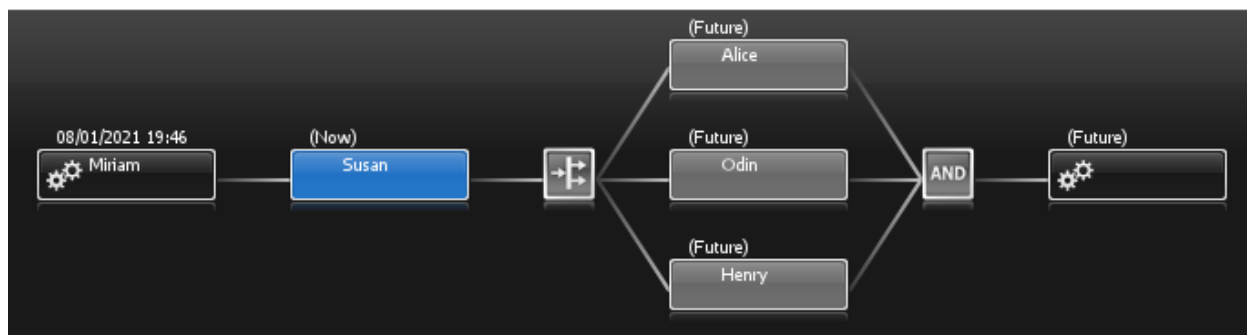 08/01/2021 19:46
Miriam
(Now)
Susan
(Future)
Alice
(Future)
Odin
(Future)
Henry
AND
(Future)